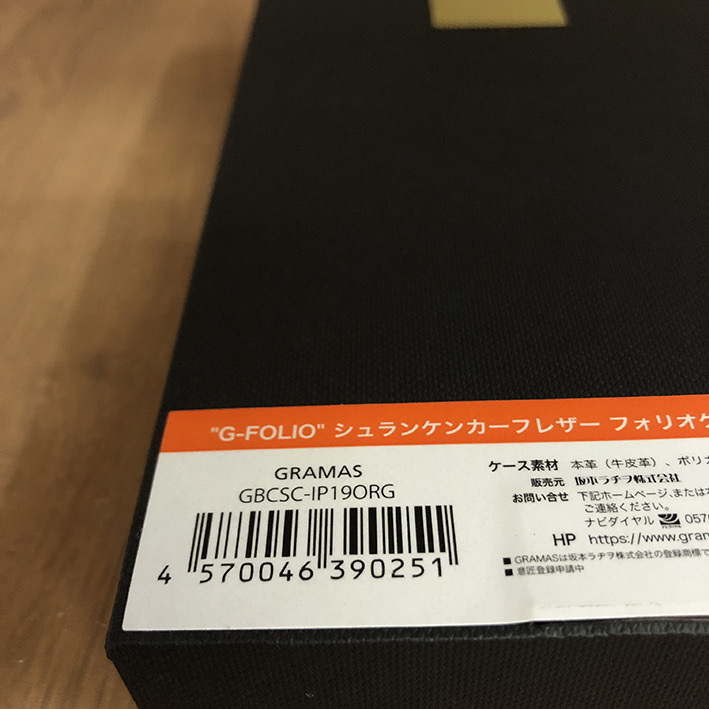 "G-FOLIO" シュランケンカーフレザー フォリオケ
GRAMAS
GBCSC-IP19ORG
4 570046 390251
ケース素材 本革（牛皮革）、ポリカ
販売元 坂本ラヂヲ株式会社
お問い合せ 下記ホームページ､または
ご連絡ください。
ナビダイヤル 0570
HP https://www.gram
■ GRAMASは坂本ラヂヲ株式会社の登録商標で
■ 意匠登録申請中